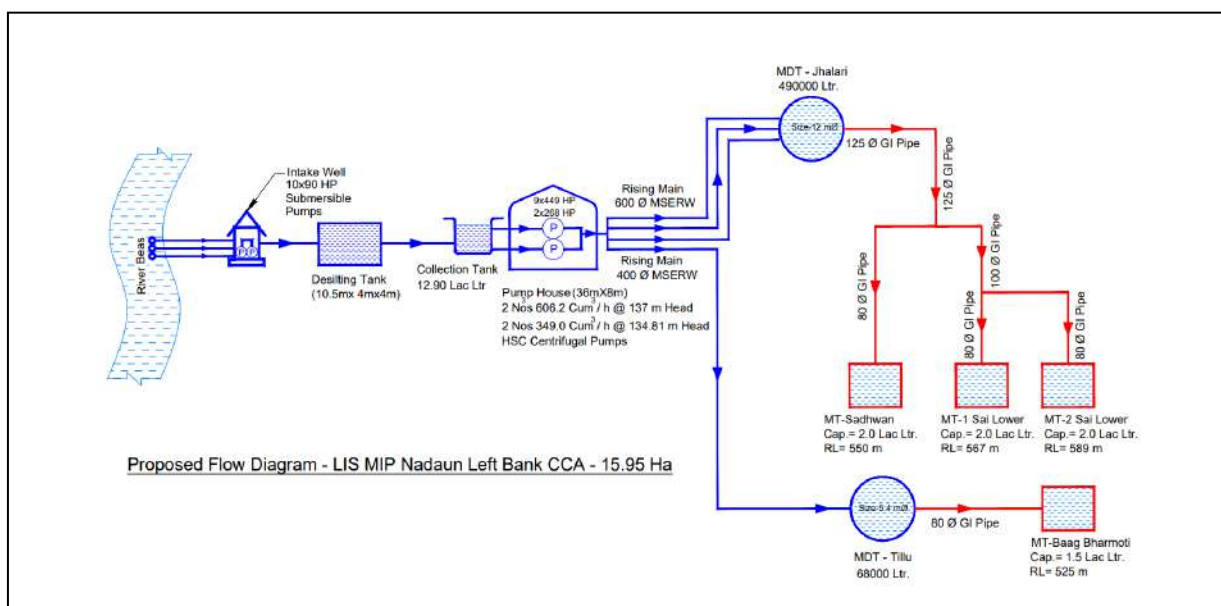 MDT - Jhalari
490000 Ltr.
Size-12 mØ
125 Ø GI Pipe
125 Ø GI Pipe
Intake Well
10x90 HP
Submersible
Pumps
River Beas
P P
Desilting Tank
(10.5mx 4mx4m)
Collection Tank
12.90 Lac Ltr
9x449 HP
2x268 HP
P
P
Rising Main
600 Ø MSERW
Rising Main
400 Ø MSERW
Pump House (36mX8m)
2 Nos 606.2 Cum³/ h @ 137 m Head
2 Nos 349.0 Cum³/ h @ 134.81 m Head
HSC Centrifugal Pumps
80 Ø GI Pipe
100 Ø GI Pipe
80 Ø GI Pipe
80 Ø GI Pipe
MT-Sadhwan
Cap.= 2.0 Lac Ltr.
RL= 550 m
MT-1 Sai Lower
Cap.= 2.0 Lac Ltr.
RL= 567 m
MT-2 Sai Lower
Cap.= 2.0 Lac Ltr.
RL= 589 m
Proposed Flow Diagram - LIS MIP Nadaun Left Bank CCA - 15.95 Ha
Size-5.4 mØ
80 Ø GI Pipe
MDT - Tillu
68000 Ltr.
MT-Baag Bharmoti
Cap.= 1.5 Lac Ltr.
RL= 525 m